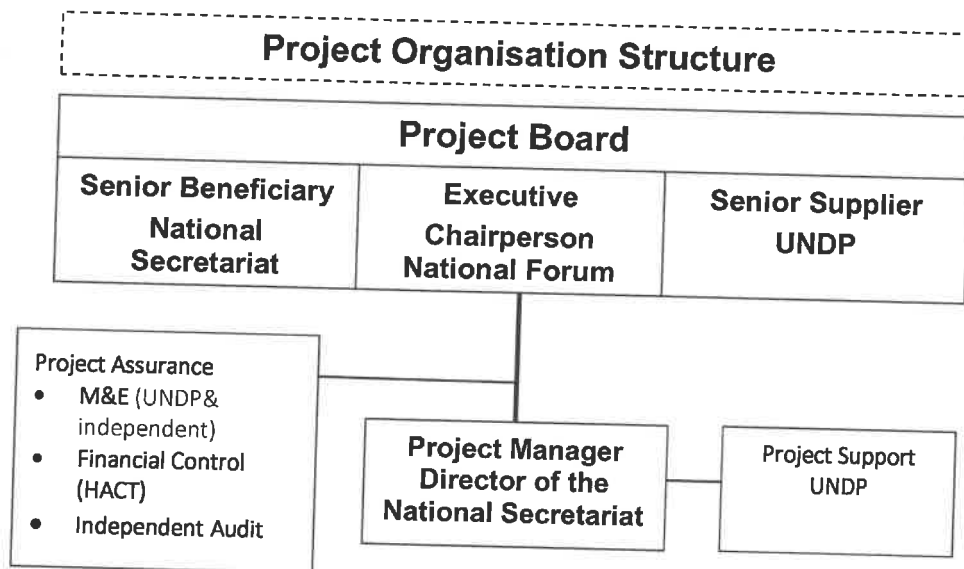 Project Organisation Structure
Project Board
Senior Beneficiary
National
Secretariat
Executive
Chairperson
National Forum
Senior Supplier
UNDP
Project Assurance
• M&E (UNDP&
independent)
• Financial Control
(HACT)
• Independent Audit
Project Manager
Director of the
National Secretariat
Project Support
UNDP